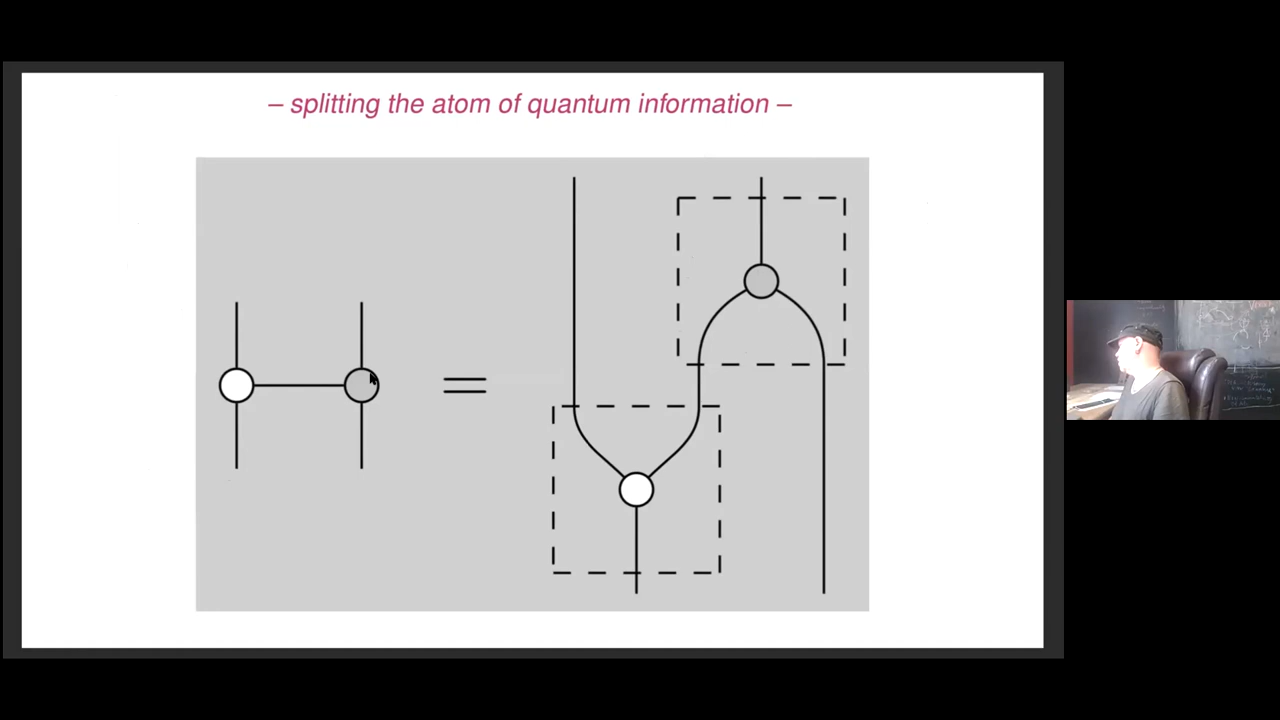 – splitting the atom of quantum information –